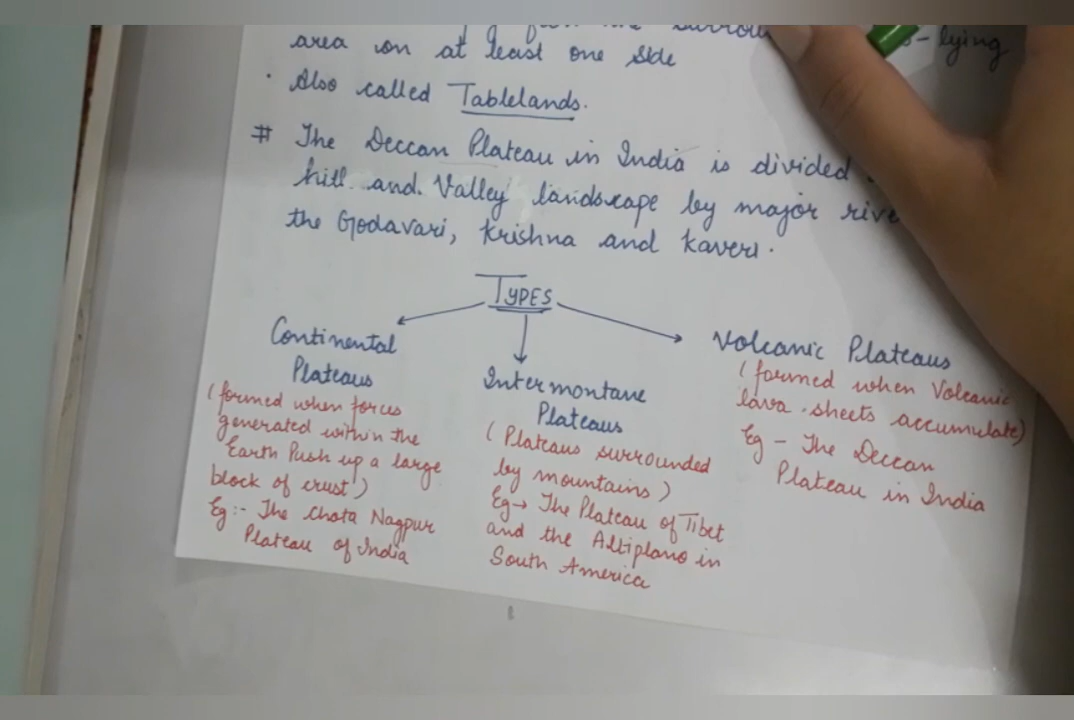 area on at least one side
· Also called Tablelands.
# The Deccan Plateau in India is divided
hill and Valley landscape by major
the Godavari, Krishna and Kaveri.
TYPES
Continental
Plateaus
(formed when forces
generated within the
Earth Push up a large
block of crust)
Eg :- The Chota Nagpur
Plateau of India
Intermontane
Plateaus
(Plateaus surrounded
by mountains)
Eg → The Plateau of Tibet
and the Altiplano in
South America
Volcanic Plateaus
(formed when Volcanic
lava sheets accumulate)
Eg - The Deccan
Plateau in India